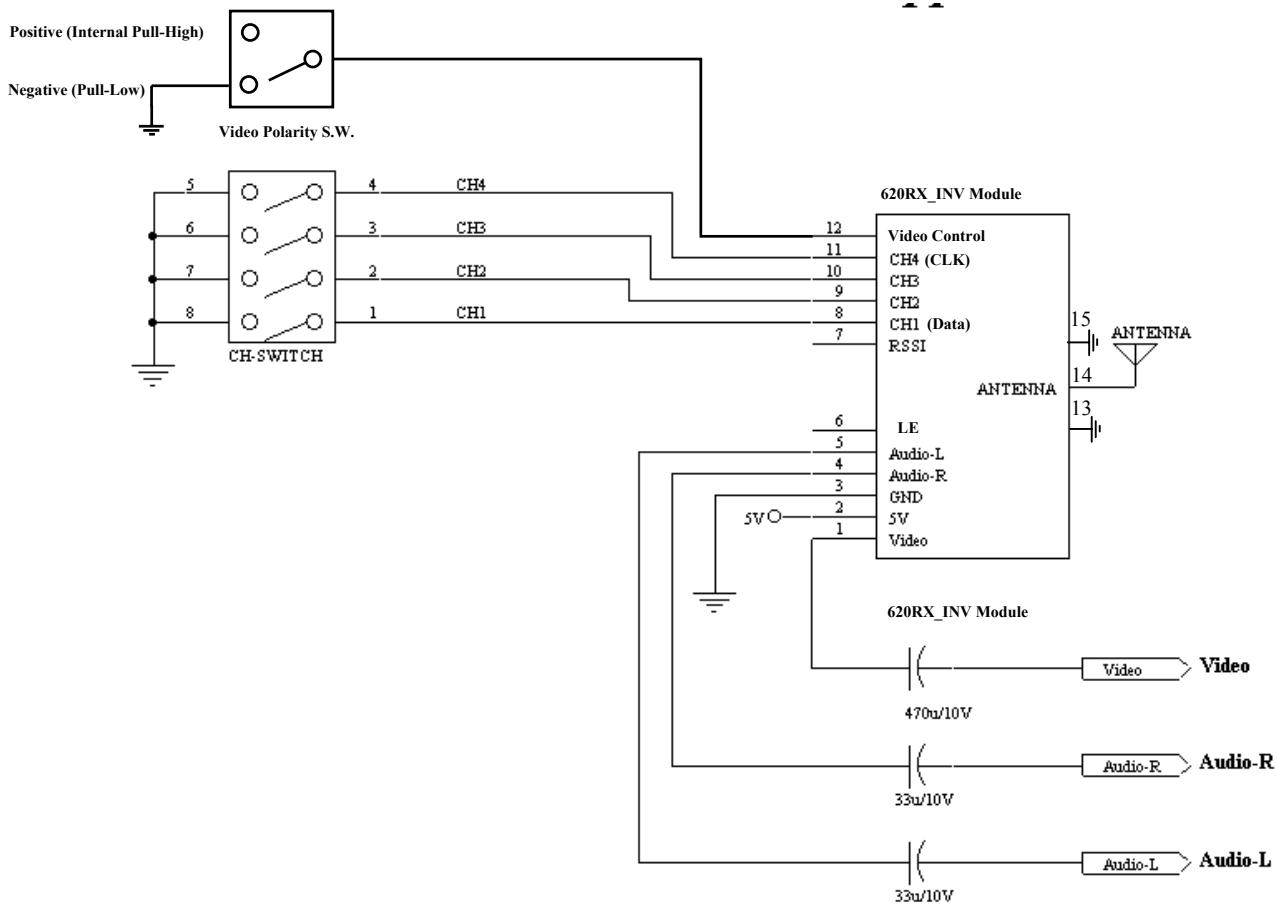 Positive (Internal Pull-High)
Negative (Pull-Low)
Video Polarity S.W.
5 4 CH4
6 3 CH3
7 2 CH2
8 1 CH1
CH-SWITCH
620RX_INV Module
12 Video Control
11 CH4 (CLK)
10 CH3
9 CH2
8 CH1 (Data)
7 RSSI
15
ANTENNA
14
ANTENNA
13
6 LE
5 Audio-L
4 Audio-R
3 GND
5V 2 5V
1 Video
620RX_INV Module
Video Video
470u/10V
Audio-R Audio-R
33u/10V
Audio-L Audio-L
33u/10V